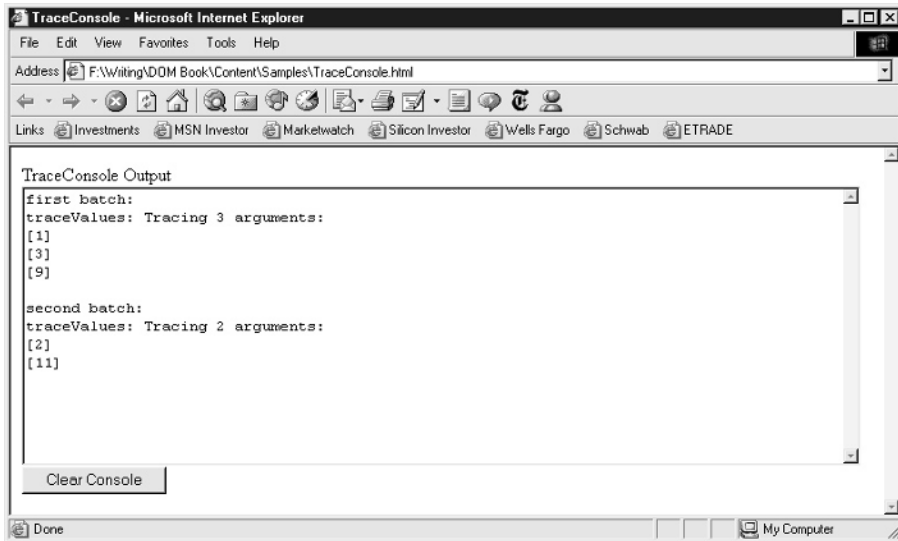 TraceConsole - Microsoft Internet Explorer
File Edit View Favorites Tools Help
Address F:\Writing\DOM Book\Content\Samples\TraceConsole.html
Links Investments MSN Investor Marketwatch Silicon Investor Wells Fargo Schwab ETRADE
TraceConsole Output
first batch:
traceValues: Tracing 3 arguments:
[1]
[3]
[9]
second batch:
traceValues: Tracing 2 arguments:
[2]
[11]
Clear Console
Done My Computer